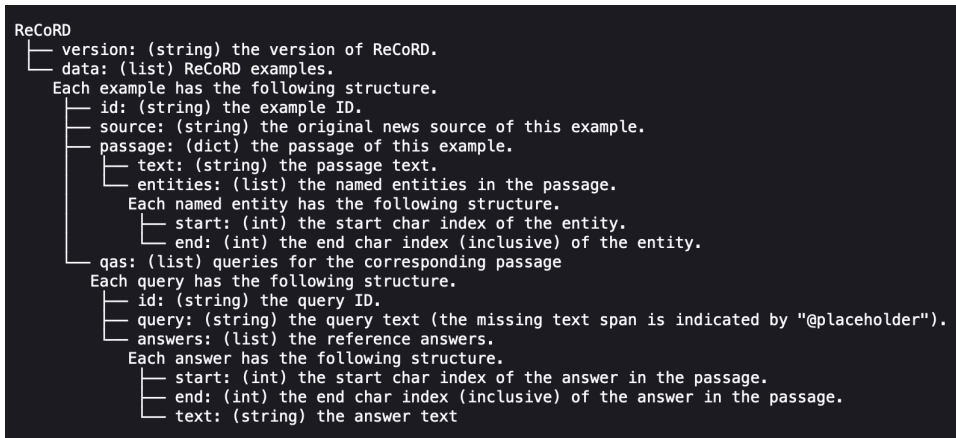 ReCoRD
├── version: (string) the version of ReCoRD.
└── data: (list) ReCoRD examples.
    Each example has the following structure.
     ├── id: (string) the example ID.
     ├── source: (string) the original news source of this example.
     ├── passage: (dict) the passage of this example.
     │   ├── text: (string) the passage text.
     │   └── entities: (list) the named entities in the passage.
     │      Each named entity has the following structure.
     │       ├── start: (int) the start char index of the entity.
     │       └── end: (int) the end char index (inclusive) of the entity.
     └── qas: (list) queries for the corresponding passage
        Each query has the following structure.
         ├── id: (string) the query ID.
         ├── query: (string) the query text (the missing text span is indicated by "@placeholder").
         └── answers: (list) the reference answers.
            Each answer has the following structure.
             ├── start: (int) the start char index of the answer in the passage.
             ├── end: (int) the end char index (inclusive) of the answer in the passage.
             └── text: (string) the answer text